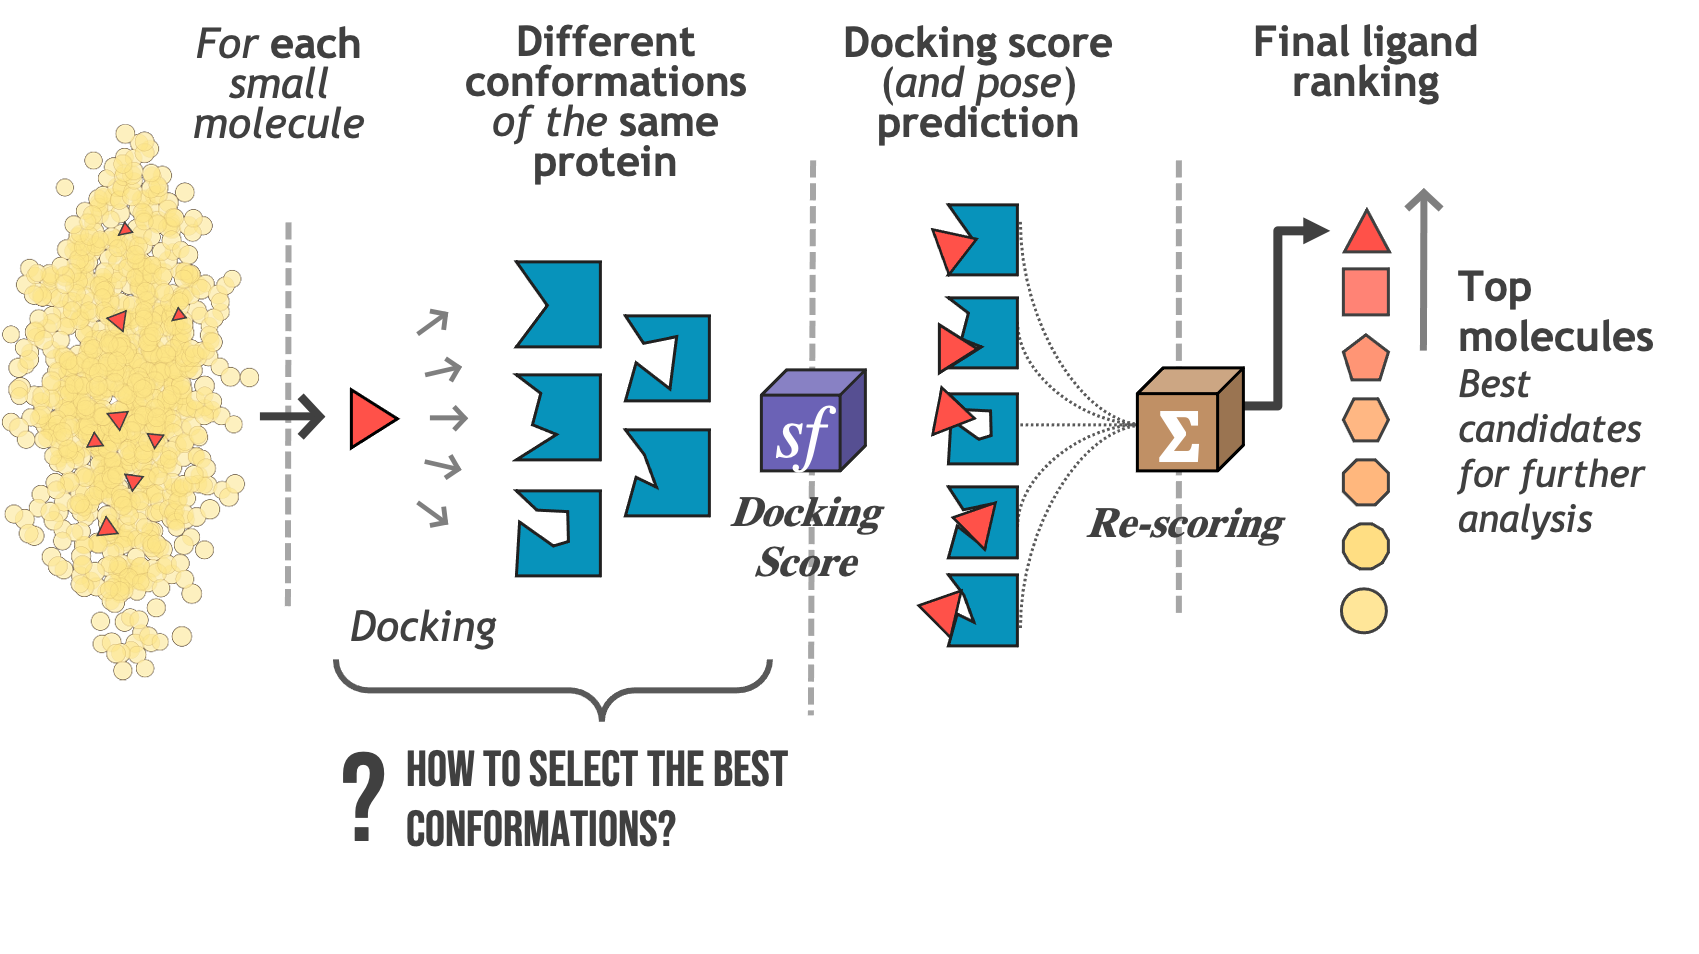 For each
small
molecule
Different
conformations
of the same
protein
Docking score
(and pose)
prediction
Final ligand
ranking
sf
Docking
Score
Σ
Re-scoring
Top
molecules
Best
candidates
for further
analysis
Docking
? HOW TO SELECT THE BEST
CONFORMATIONS?